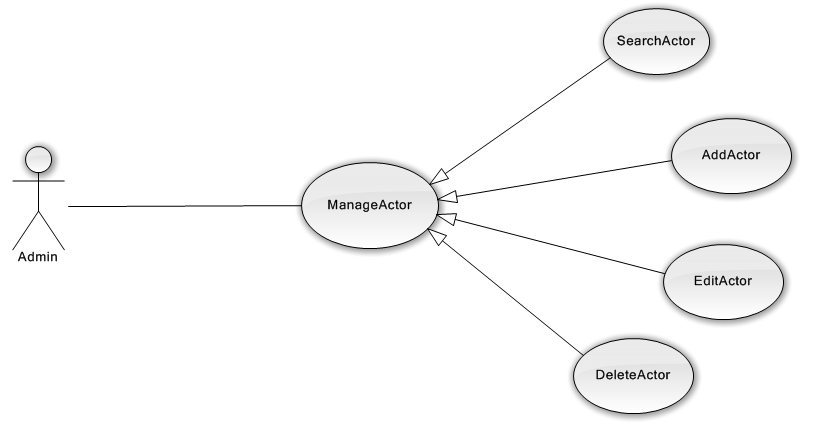 SearchActor
AddActor
ManageActor
Admin
EditActor
DeleteActor